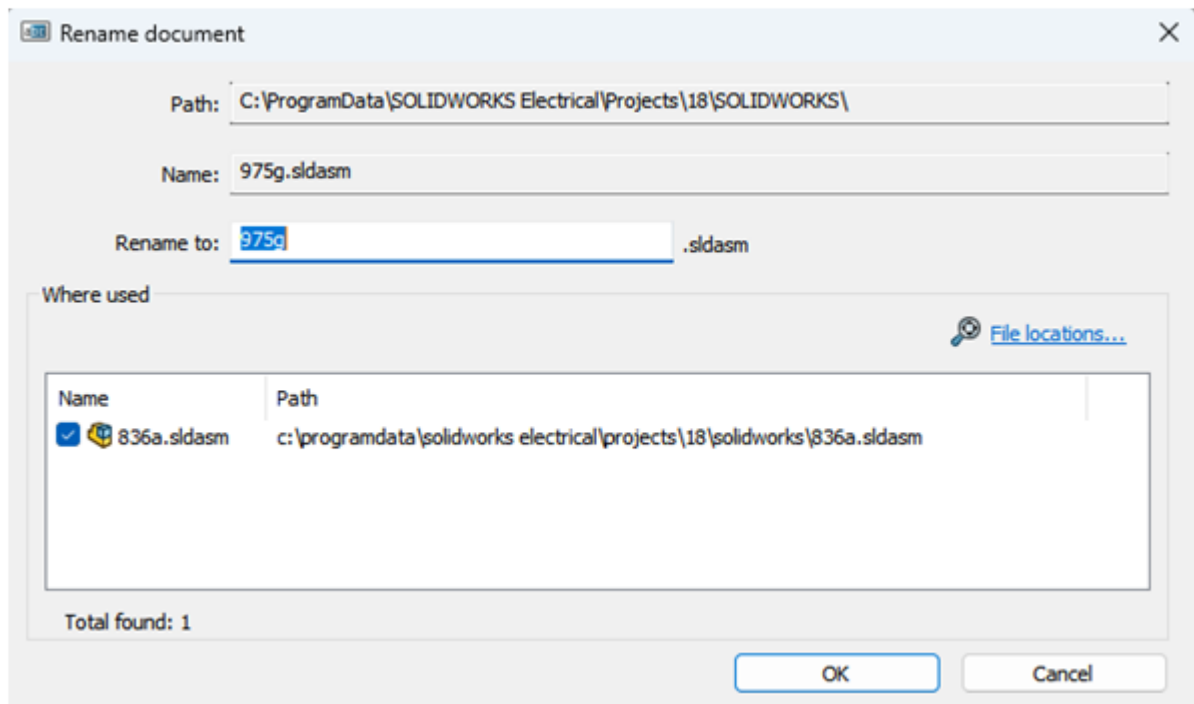 Rename document
Path: C:\ProgramData\SOLIDWORKS Electrical\Projects\18\SOLIDWORKS\
Name: 975g.sldasm
Rename to: 975g .sldasm
Where used
File locations...
Name Path
836a.sldasm c:\programdata\solidworks electrical\projects\18\solidworks\836a.sldasm
Total found: 1
OK Cancel